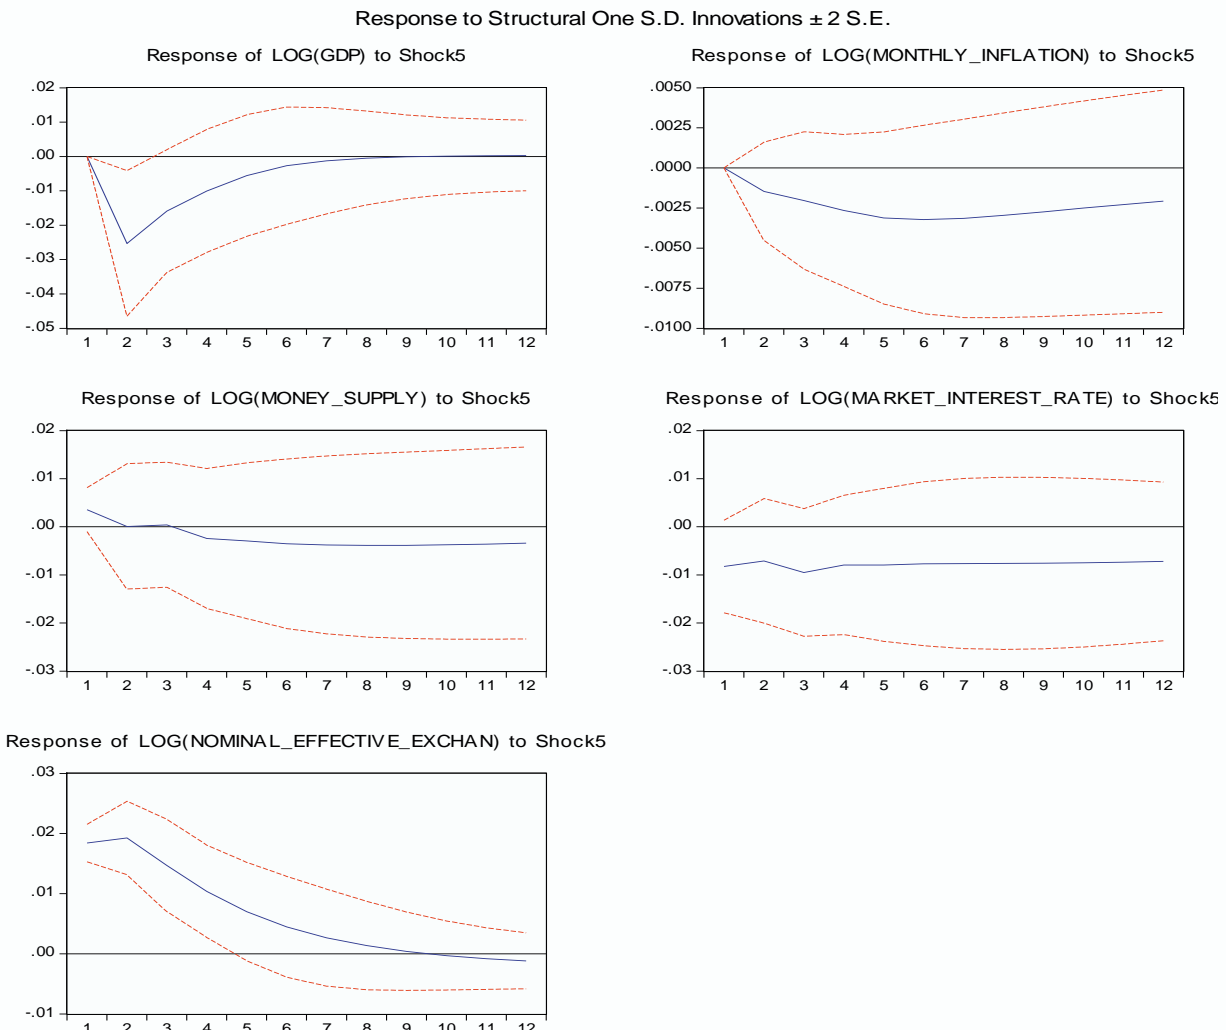 Response to Structural One S.D. Innovations ± 2 S.E.
Response of LOG(GDP) to Shock5
.02
.01
.00
-.01
-.02
-.03
-.04
-.05
1 2 3 4 5 6 7 8 9 10 11 12
Response of LOG(MONTHLY_INFLATION) to Shock5
.0050
.0025
.0000
-.0025
-.0050
-.0075
-.0100
1 2 3 4 5 6 7 8 9 10 11 12
Response of LOG(MONEY_SUPPLY) to Shock5
.02
.01
.00
-.01
-.02
-.03
1 2 3 4 5 6 7 8 9 10 11 12
Response of LOG(MARKET_INTEREST_RATE) to Shock5
.02
.01
.00
-.01
-.02
-.03
1 2 3 4 5 6 7 8 9 10 11 12
Response of LOG(NOMINAL_EFFECTIVE_EXCHAN) to Shock5
.03
.02
.01
.00
-.01
1 2 3 4 5 6 7 8 9 10 11 12